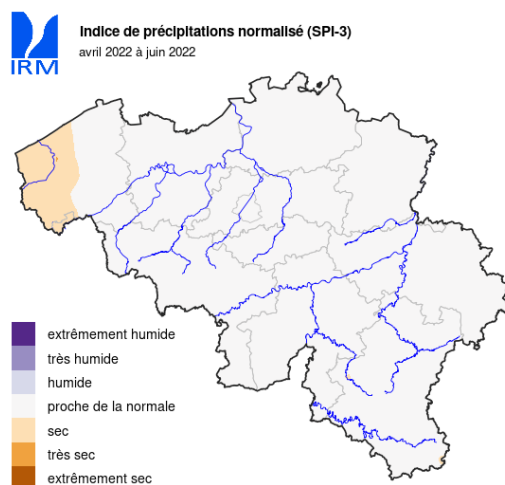 Indice de précipitations normalisé (SPI-3)
avril 2022 à juin 2022
IRM
extrêmement humide
très humide
humide
proche de la normale
sec
très sec
extrêmement sec